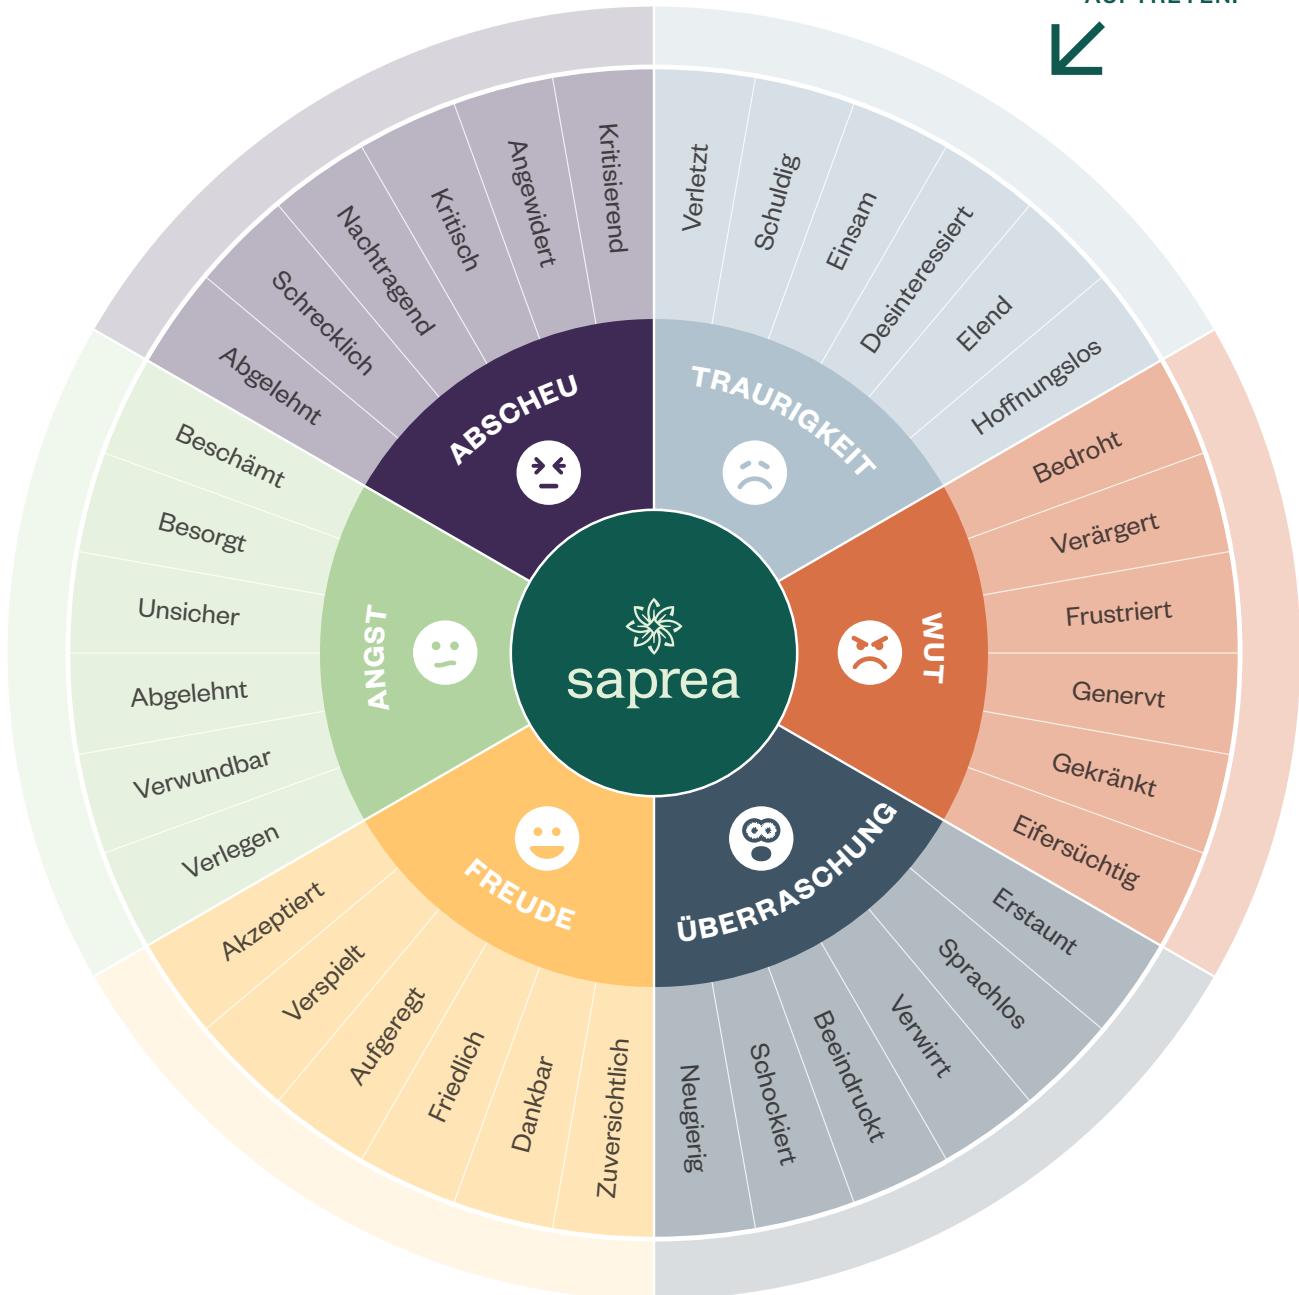 TRAURIGKEIT
Verletzt
Schuldig
Einsam
Desinteressiert
Elend
Hoffnungslos
WUT
Bedroht
Verärgert
Frustriert
Genervt
Gekränkt
Eifersüchtig
ÜBERRASCHUNG
Erstaunt
Sprachlos
Verwirrt
Beeindruckt
Schockiert
Neugierig
FREUDE
Zuversichtlich
Dankbar
Friedlich
Aufgeregt
Verspielt
Akzeptiert
ANGST
Verlegen
Verwundbar
Abgelehnt
Unsicher
Besorgt
Beschämt
ABSCHEU
Abgelehnt
Schrecklich
Nachtragend
Kritisch
Angewidert
Kritisierend
saprea